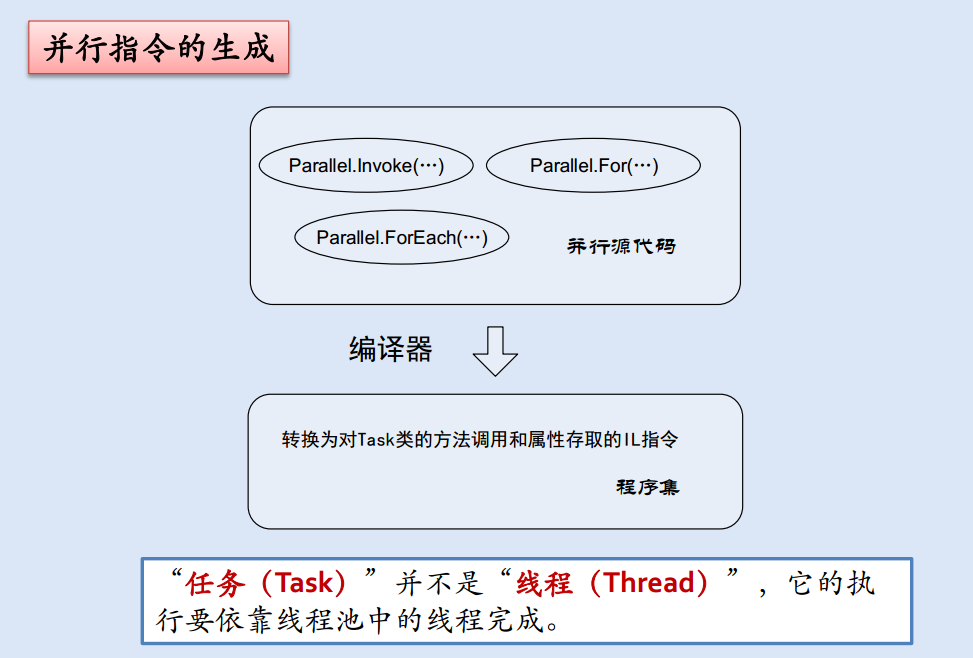 并行指令的生成
Parallel.Invoke(…)
Parallel.For(…)
Parallel.ForEach(…)
并行源代码
编译器
转换为对Task类的方法调用和属性存取的IL指令
程序集
“任务（Task）”并不是“线程（Thread）”，它的执
行要依靠线程池中的线程完成。